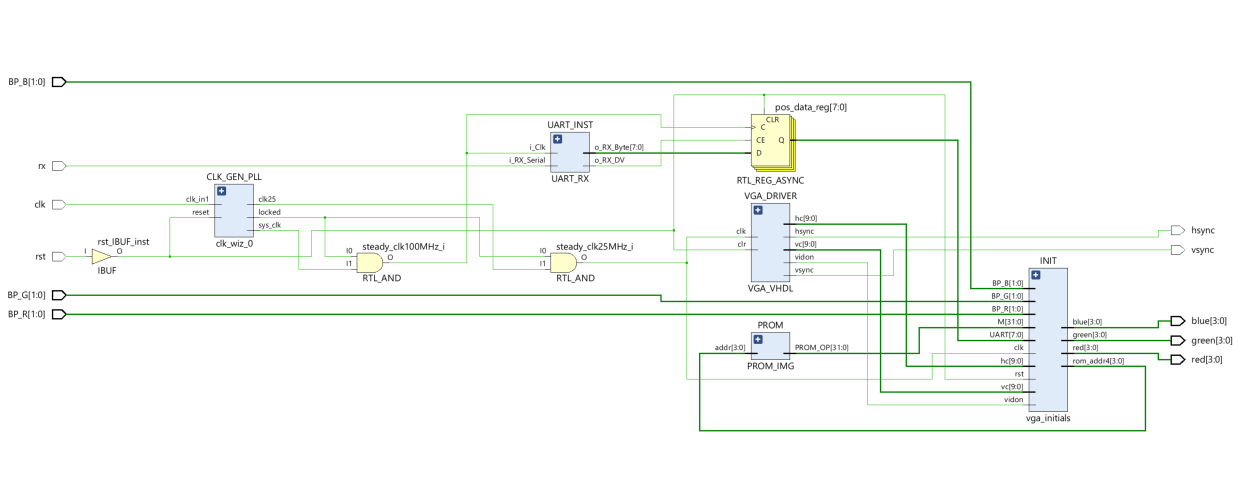 BP_B[1:0]
rx
clk
rst
BP_G[1:0]
BP_R[1:0]
I
rst_IBUF_inst
O
IBUF
CLK_GEN_PLL
clk_in1
reset
clk25
locked
sys_clk
clk_wiz_0
steady_clk100MHz_i
I0
I1
O
RTL_AND
UART_INST
i_Clk
i_RX_Serial
o_RX_Byte[7:0]
o_RX_DV
UART_RX
steady_clk25MHz_i
I0
I1
O
RTL_AND
pos_data_reg[7:0]
CLR
C
CE
Q
D
RTL_REG_ASYNC
VGA_DRIVER
clk
clr
hc[9:0]
hsync
vc[9:0]
vidon
vsync
VGA_VHDL
PROM
addr[3:0]
PROM_OP[31:0]
PROM_IMG
INIT
BP_B[1:0]
BP_G[1:0]
BP_R[1:0]
M[31:0]
UART[7:0]
clk
hc[9:0]
rst
vc[9:0]
vidon
blue[3:0]
green[3:0]
red[3:0]
rom_addr4[3:0]
vga_initials
hsync
vsync
blue[3:0]
green[3:0]
red[3:0]